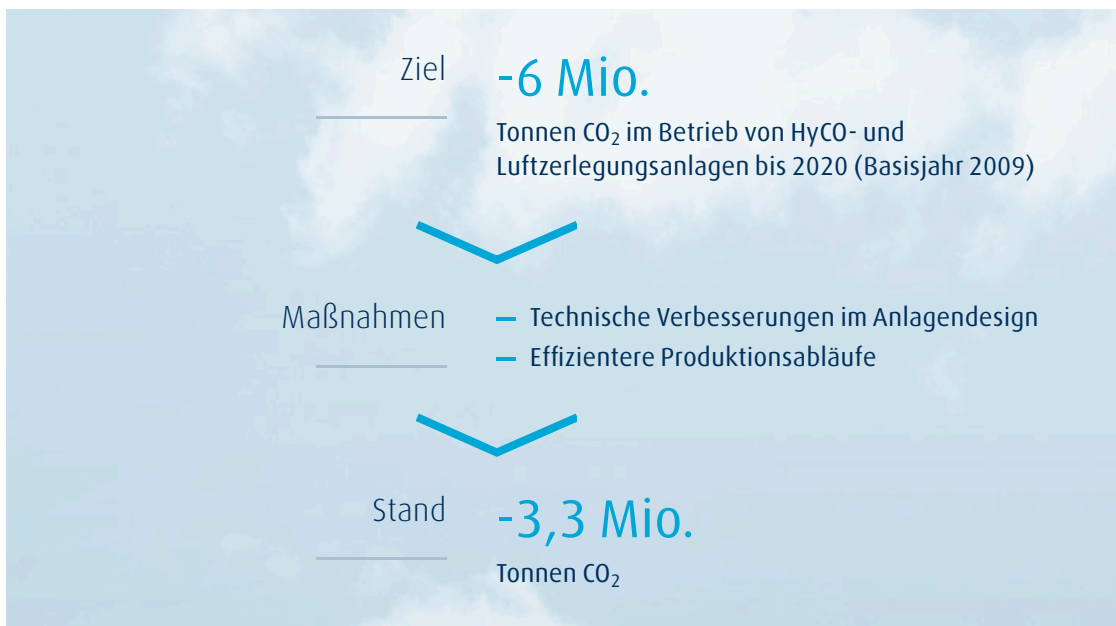 Ziel
-6 Mio.
Tonnen CO₂ im Betrieb von HyCO- und
Luftzerlegungsanlagen bis 2020 (Basisjahr 2009)
Maßnahmen
– Technische Verbesserungen im Anlagendesign
– Effizientere Produktionsabläufe
Stand
-3,3 Mio.
Tonnen CO₂